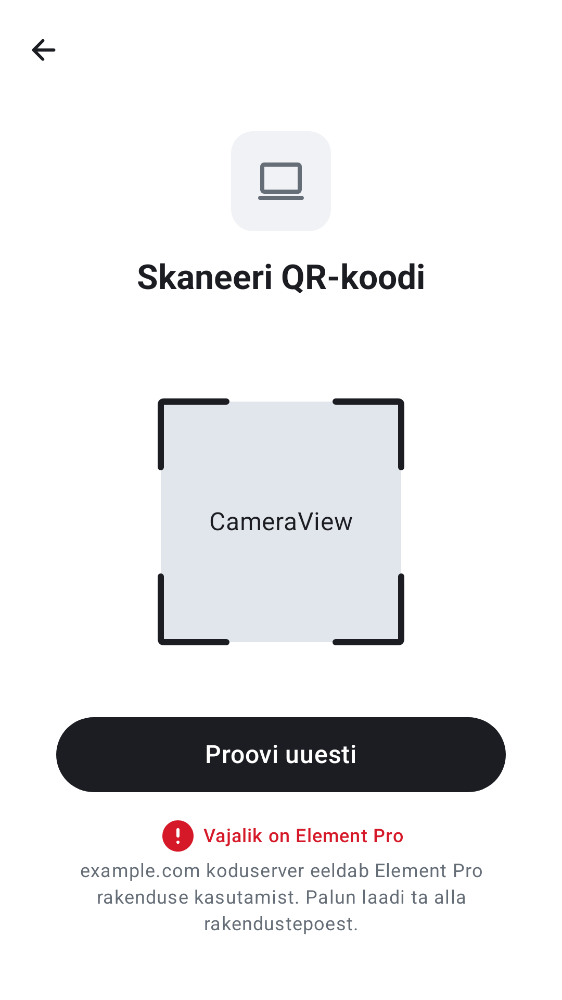 Skaneeri QR-koodi
CameraView
Proovi uuesti
Vajalik on Element Pro
example.com koduserver eeldab Element Pro
rakenduse kasutamist. Palun laadi ta alla
rakendustepoest.